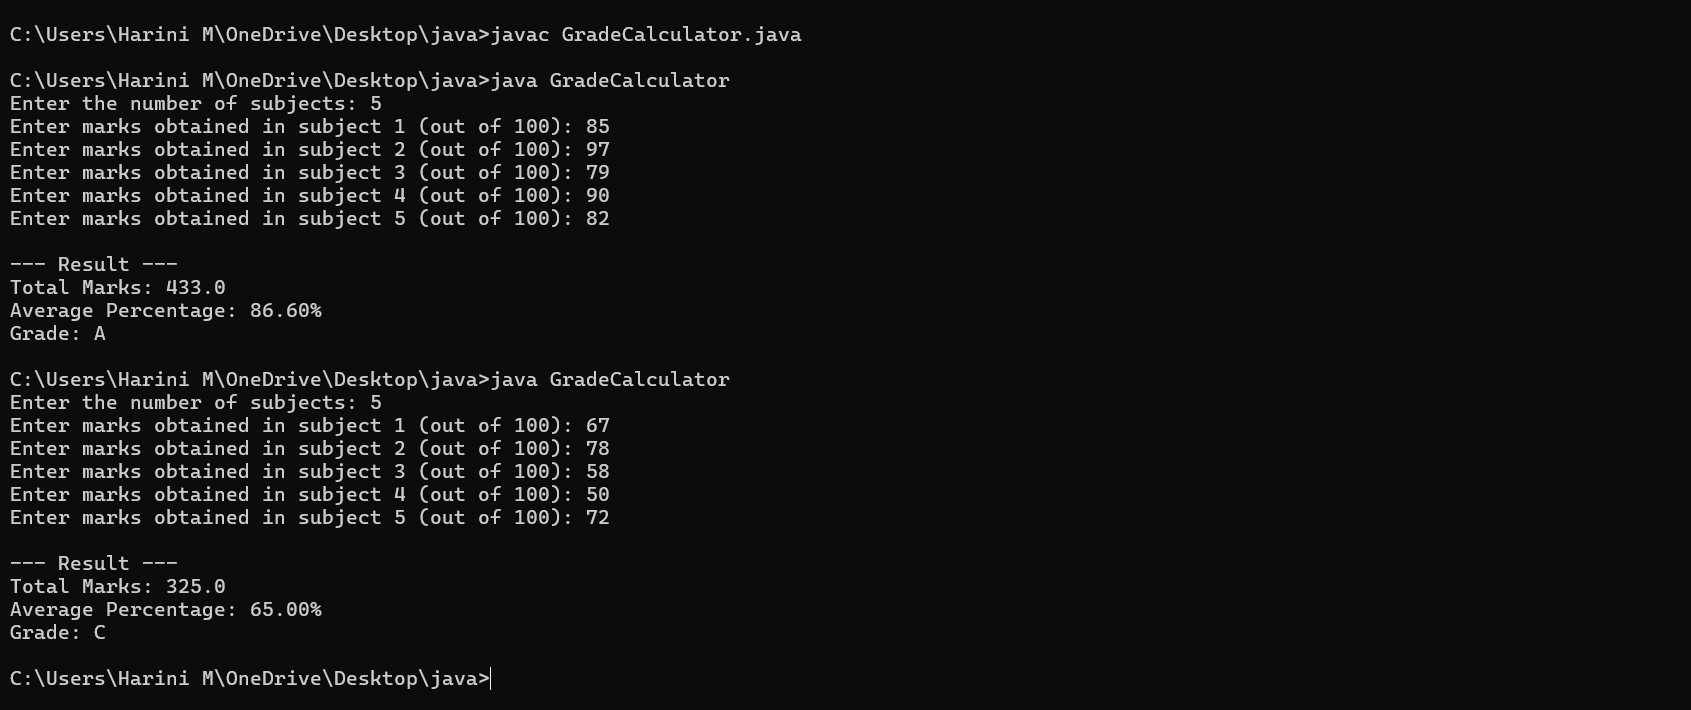 C:\Users\Harini M\OneDrive\Desktop\java>javac GradeCalculator.java
C:\Users\Harini M\OneDrive\Desktop\java>java GradeCalculator
Enter the number of subjects: 5
Enter marks obtained in subject 1 (out of 100): 85
Enter marks obtained in subject 2 (out of 100): 97
Enter marks obtained in subject 3 (out of 100): 79
Enter marks obtained in subject 4 (out of 100): 90
Enter marks obtained in subject 5 (out of 100): 82
--- Result ---
Total Marks: 433.0
Average Percentage: 86.60%
Grade: A
C:\Users\Harini M\OneDrive\Desktop\java>java GradeCalculator
Enter the number of subjects: 5
Enter marks obtained in subject 1 (out of 100): 67
Enter marks obtained in subject 2 (out of 100): 78
Enter marks obtained in subject 3 (out of 100): 58
Enter marks obtained in subject 4 (out of 100): 50
Enter marks obtained in subject 5 (out of 100): 72
--- Result ---
Total Marks: 325.0
Average Percentage: 65.00%
Grade: C
C:\Users\Harini M\OneDrive\Desktop\java>